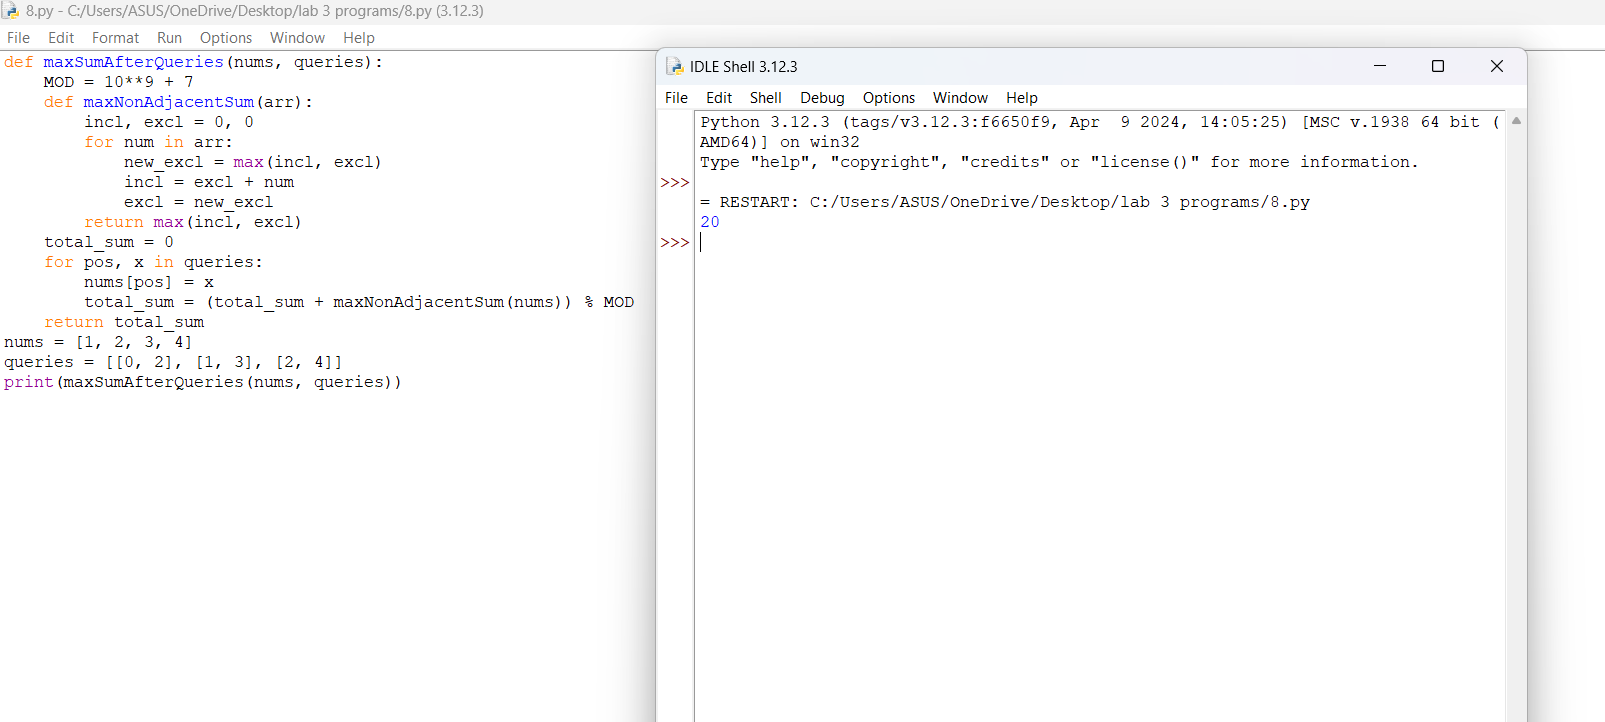 8.py - C:/Users/ASUS/OneDrive/Desktop/lab 3 programs/8.py (3.12.3)
File Edit Format Run Options Window Help
def maxSumAfterQueries(nums, queries):
    MOD = 10**9 + 7
    def maxNonAdjacentSum(arr):
        incl, excl = 0, 0
        for num in arr:
            new_excl = max(incl, excl)
            incl = excl + num
            excl = new_excl
        return max(incl, excl)
    total_sum = 0
    for pos, x in queries:
        nums[pos] = x
        total_sum = (total_sum + maxNonAdjacentSum(nums)) % MOD
    return total_sum
nums = [1, 2, 3, 4]
queries = [[0, 2], [1, 3], [2, 4]]
print(maxSumAfterQueries(nums, queries))
IDLE Shell 3.12.3
File Edit Shell Debug Options Window Help
Python 3.12.3 (tags/v3.12.3:f6650f9, Apr  9 2024, 14:05:25) [MSC v.1938 64 bit (
AMD64)] on win32
Type "help", "copyright", "credits" or "license()" for more information.
>>>
= RESTART: C:/Users/ASUS/OneDrive/Desktop/lab 3 programs/8.py
20
>>>